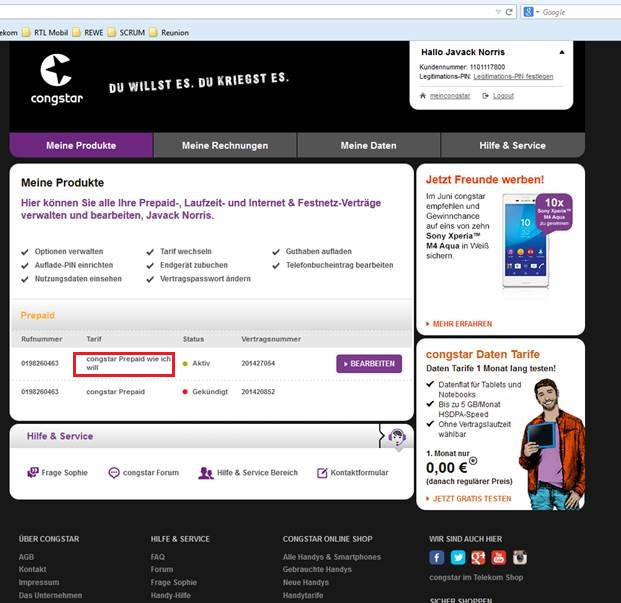 Google
ekom RTL Mobil REWE SCRUM Reunion
congstar
DU WILLST ES. DU KRIEGST ES.
Hallo Javack Norris
Kundennummer: 1101117800
Legitimations-PIN: Legitimations-PIN festlegen
meincongstar Logout
Meine Produkte Meine Rechnungen Meine Daten Hilfe & Service
Meine Produkte
Hier können Sie alle Ihre Prepaid-, Laufzeit- und Internet & Festnetz-Verträge
verwalten und bearbeiten, Javack Norris.
Optionen verwalten Tarif wechseln Guthaben aufladen
Auflade-PIN einrichten Endgerät zubuchen Telefonbucheintrag bearbeiten
Nutzungsdaten einsehen Vertragspasswort ändern
Prepaid
Rufnummer Tarif Status Vertragsnummer
0198260463 congstar Prepaid wie ich
will Aktiv 201427054 BEARBEITEN
0198260463 congstar Prepaid Gekündigt 201420852
Hilfe & Service
Frage Sophie congstar Forum Hilfe & Service Bereich Kontaktformular
Jetzt Freunde werben!
Im Juni congstar
empfehlen und
Gewinnchance
auf eins von zehn
Sony Xperia™
M4 Aqua in Weiß
sichern.
10x
Sony Xperia™
M4 Aqua
zu gewinnen
MEHR ERFAHREN
congstar Daten Tarife
Daten Tarife 1 Monat lang testen!
Datenflat für Tablets und
Notebooks
Bis zu 5 GB/Monat
HSDPA-Speed
Ohne Vertragslaufzeit
wählbar
1. Monat nur
0,00 €
(danach regulärer Preis)
JETZT GRATIS TESTEN
ÜBER CONGSTAR
AGB
Kontakt
Impressum
Das Unternehmen
HILFE & SERVICE
FAQ
Forum
Frage Sophie
Handy-Hilfe
CONGSTAR ONLINE SHOP
Alle Handys & Smartphones
Gebrauchte Handys
Neue Handys
Handytarife
WIR SIND AUCH HIER
congstar im Telekom Shop
SICHER SHOPPEN